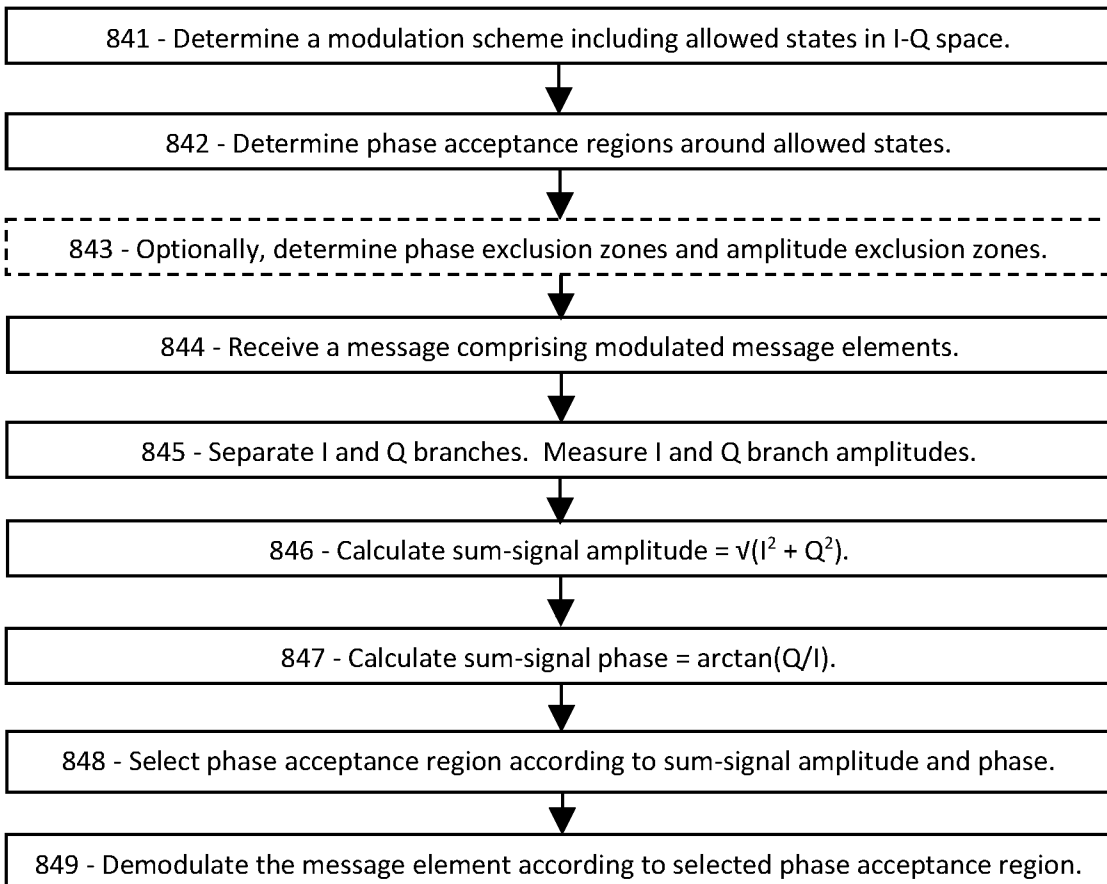 841 - Determine a modulation scheme including allowed states in I-Q space.
842 - Determine phase acceptance regions around allowed states.
843 - Optionally, determine phase exclusion zones and amplitude exclusion zones.
844 - Receive a message comprising modulated message elements.
845 - Separate I and Q branches.  Measure I and Q branch amplitudes.
846 - Calculate sum-signal amplitude = √(I² + Q²).
847 - Calculate sum-signal phase = arctan(Q/I).
848 - Select phase acceptance region according to sum-signal amplitude and phase.
849 - Demodulate the message element according to selected phase acceptance region.